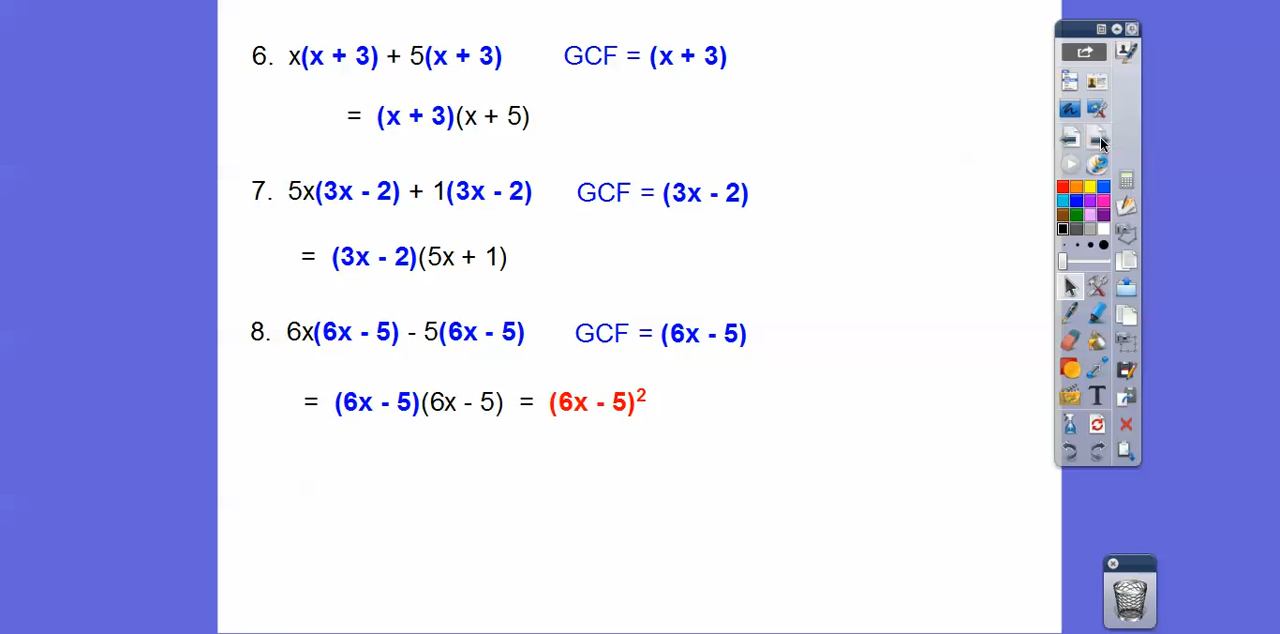 6. x(x + 3) + 5(x + 3) GCF = (x + 3)
= (x + 3)(x + 5)
7. 5x(3x - 2) + 1(3x - 2) GCF = (3x - 2)
= (3x - 2)(5x + 1)
8. 6x(6x - 5) - 5(6x - 5) GCF = (6x - 5)
= (6x - 5)(6x - 5) = (6x - 5)²
T